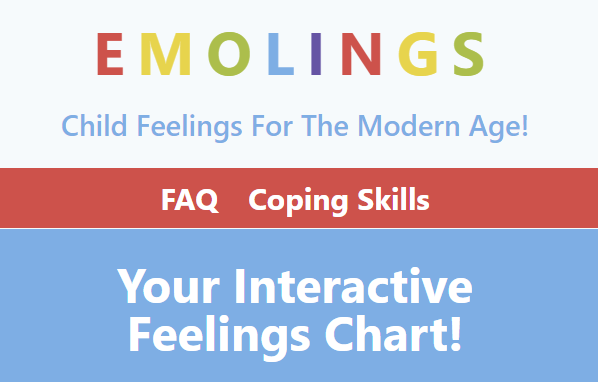 EMOLINGS
Child Feelings For The Modern Age!
FAQ Coping Skills
Your Interactive
Feelings Chart!